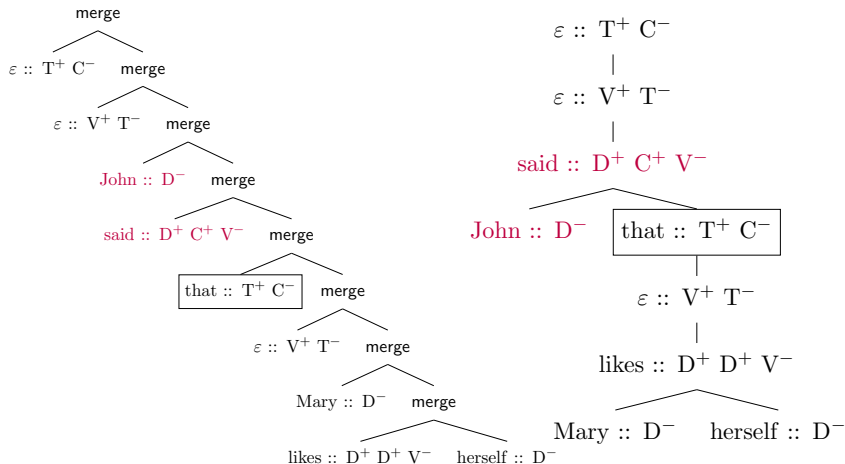 merge
ε :: T⁺ C⁻ merge
ε :: V⁺ T⁻ merge
John :: D⁻ merge
said :: D⁺ C⁺ V⁻ merge
that :: T⁺ C⁻ merge
ε :: V⁺ T⁻ merge
Mary :: D⁻ merge
likes :: D⁺ D⁺ V⁻ herself :: D⁻
ε :: T⁺ C⁻
ε :: V⁺ T⁻
said :: D⁺ C⁺ V⁻
John :: D⁻ that :: T⁺ C⁻
ε :: V⁺ T⁻
likes :: D⁺ D⁺ V⁻
Mary :: D⁻ herself :: D⁻